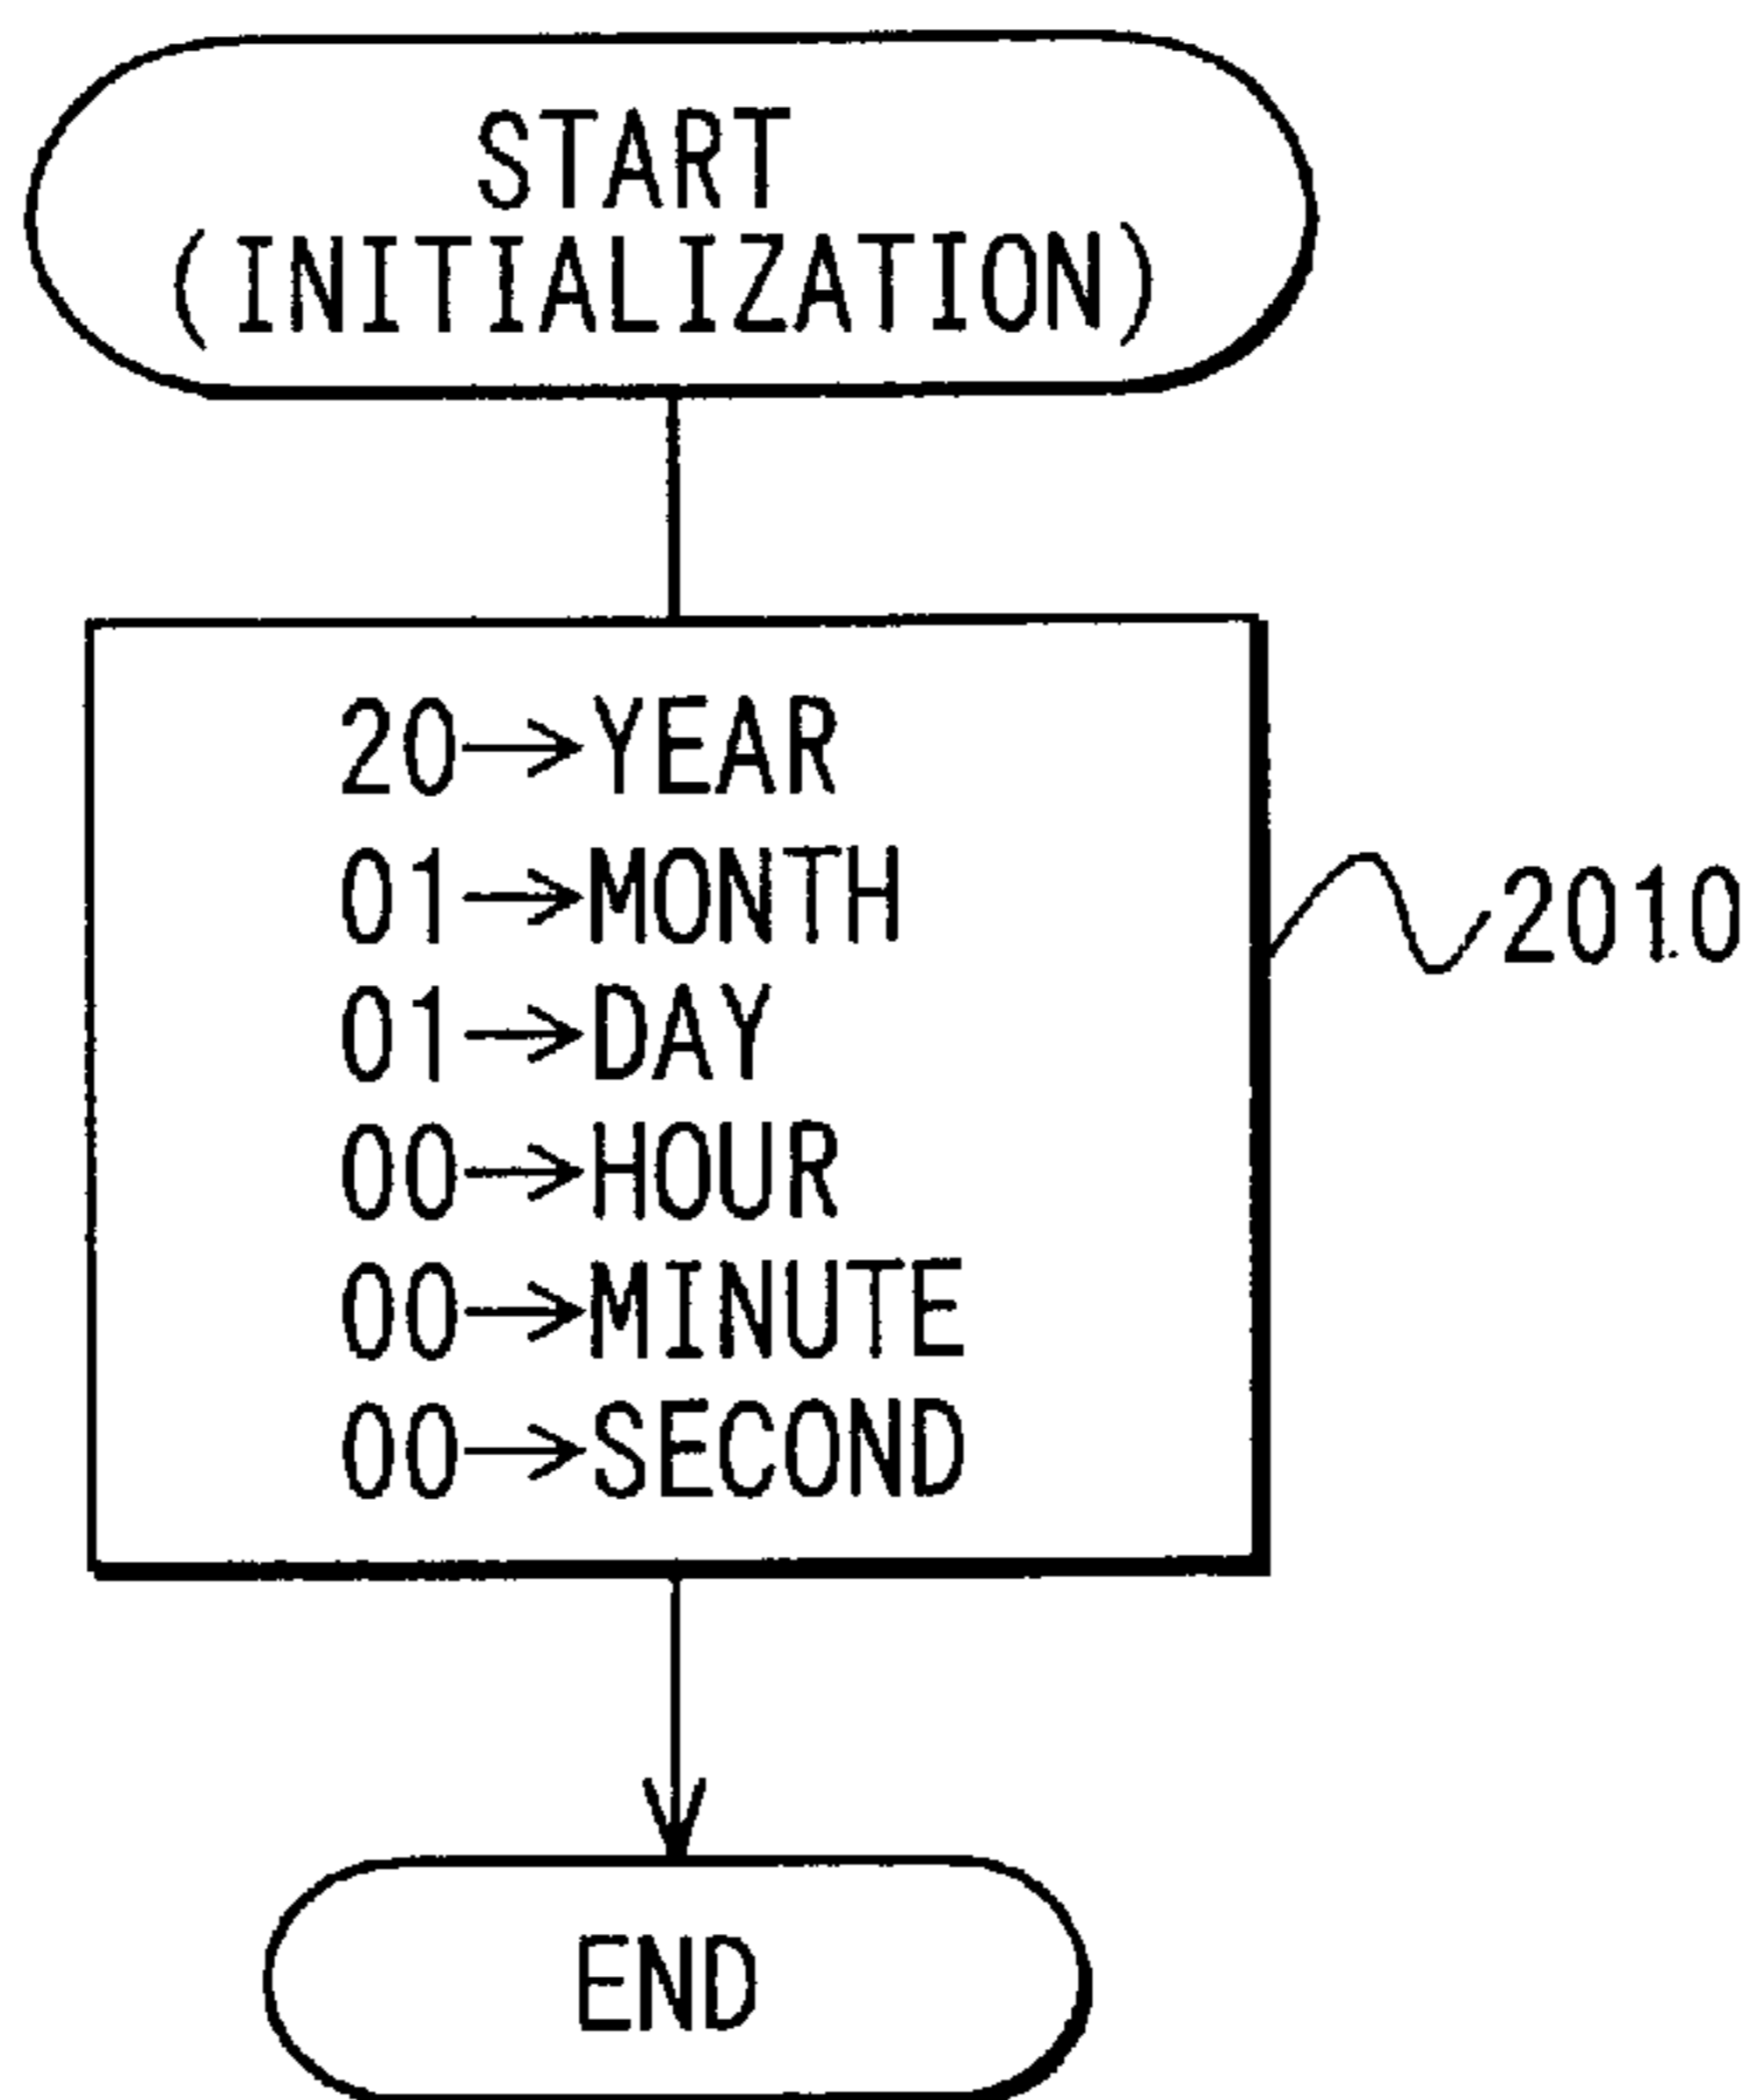 START
(INITIALIZATION)
20→YEAR
01→MONTH
01→DAY
00→HOUR
00→MINUTE
00→SECOND
2010
END